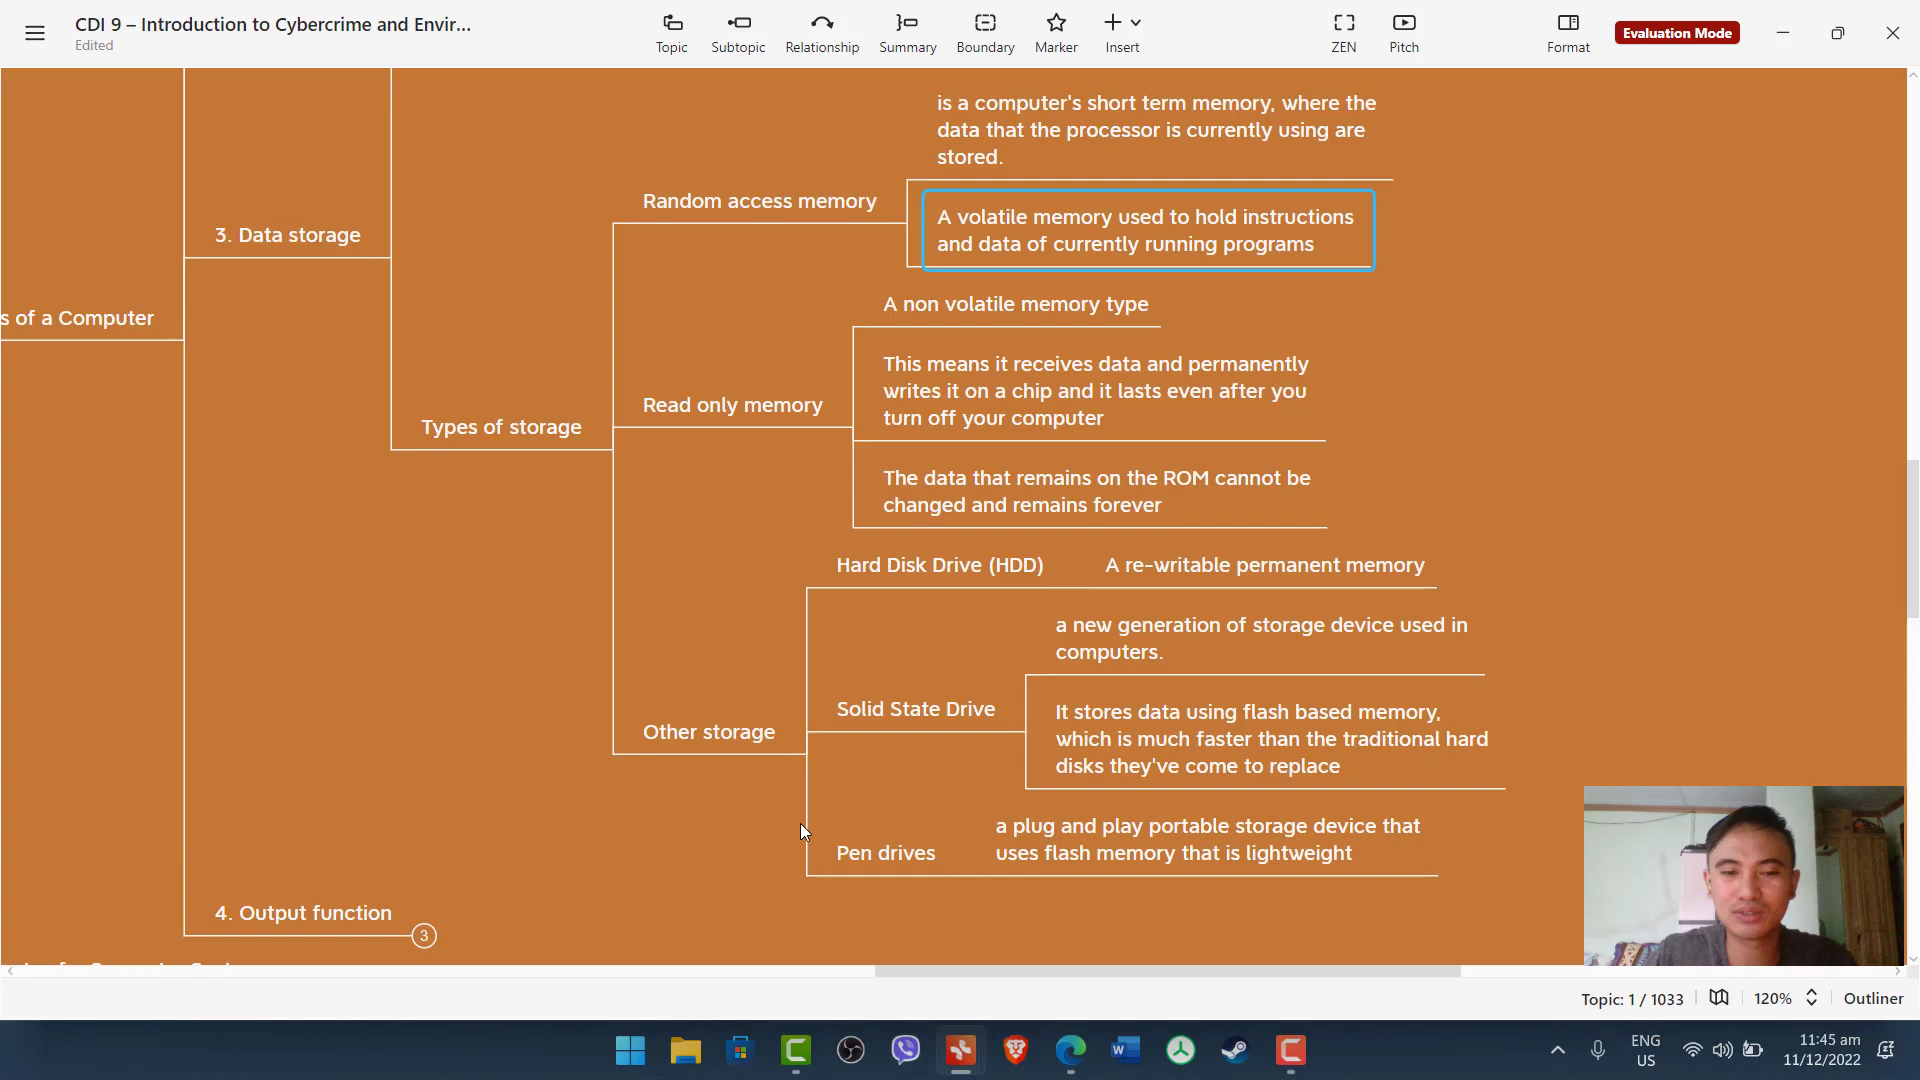 CDI 9 – Introduction to Cybercrime and Envir...
Edited
Topic
Subtopic
Relationship
Summary
Boundary
Marker
Insert
ZEN
Pitch
Format
Evaluation Mode
is a computer's short term memory, where the
data that the processor is currently using are
stored.
Random access memory
A volatile memory used to hold instructions
and data of currently running programs
3. Data storage
A non volatile memory type
s of a Computer
This means it receives data and permanently
writes it on a chip and it lasts even after you
turn off your computer
Read only memory
Types of storage
The data that remains on the ROM cannot be
changed and remains forever
Hard Disk Drive (HDD)
A re-writable permanent memory
a new generation of storage device used in
computers.
Solid State Drive
It stores data using flash based memory,
which is much faster than the traditional hard
disks they've come to replace
Other storage
a plug and play portable storage device that
uses flash memory that is lightweight
Pen drives
4. Output function
3
Topic: 1 / 1033
120%
Outliner
ENG
US
11:45 am
11/12/2022